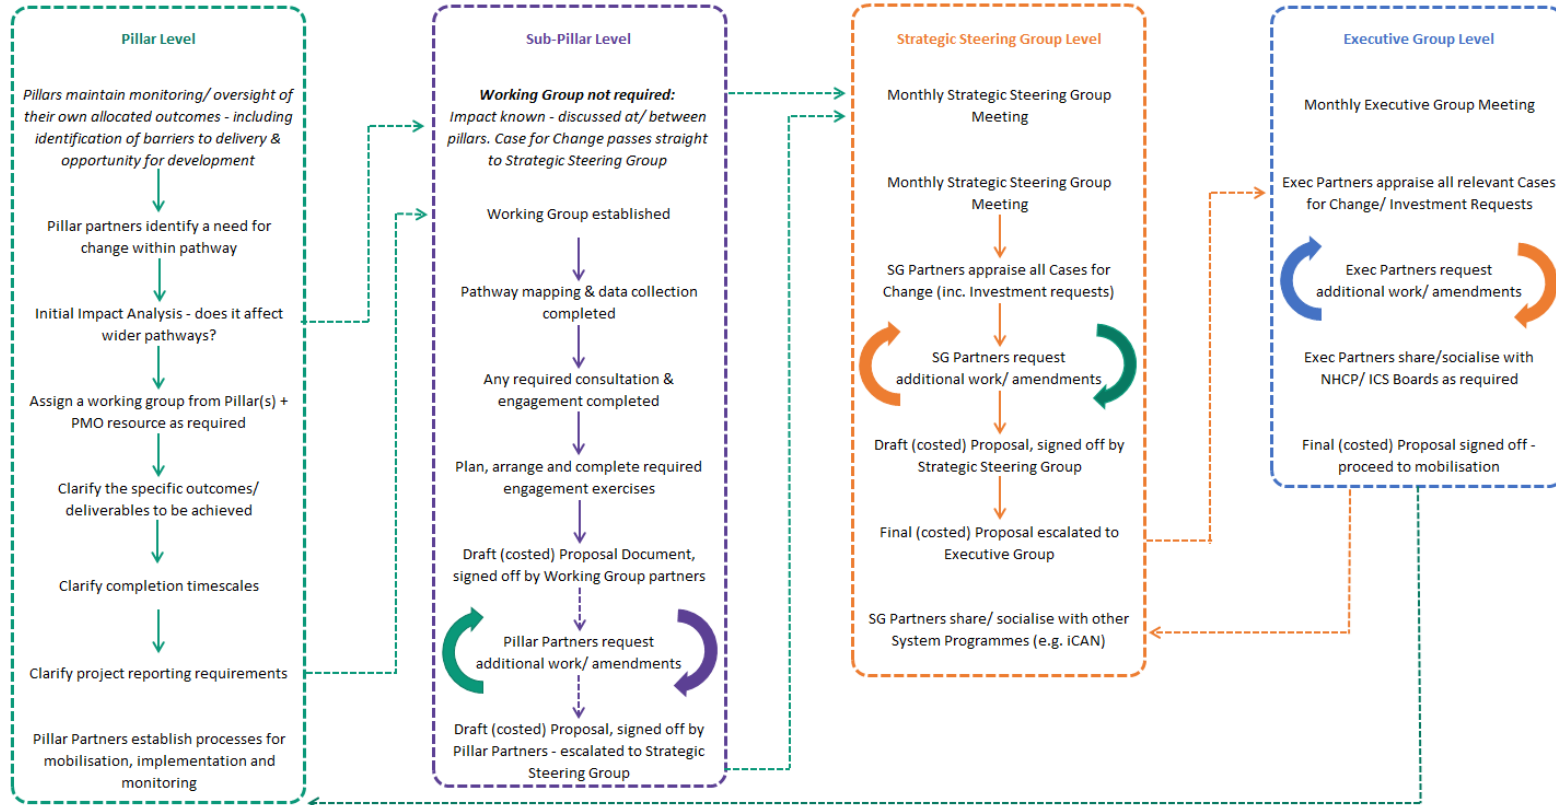 Pillar Level
Pillars maintain monitoring/ oversight of
their own allocated outcomes - including
identification of barriers to delivery &
opportunity for development
Pillar partners identify a need for
change within pathway
Initial Impact Analysis - does it affect
wider pathways?
Assign a working group from Pillar(s) +
PMO resource as required
Clarify the specific outcomes/
deliverables to be achieved
Clarify completion timescales
Clarify project reporting requirements
Pillar Partners establish processes for
mobilisation, implementation and
monitoring
Sub-Pillar Level
Working Group not required:
Impact known - discussed at/ between
pillars. Case for Change passes straight
to Strategic Steering Group
Working Group established
Pathway mapping & data collection
completed
Any required consultation &
engagement completed
Plan, arrange and complete required
engagement exercises
Draft (costed) Proposal Document,
signed off by Working Group partners
Pillar Partners request
additional work/ amendments
Draft (costed) Proposal, signed off by
Pillar Partners - escalated to Strategic
Steering Group
Strategic Steering Group Level
Monthly Strategic Steering Group
Meeting
Monthly Strategic Steering Group
Meeting
SG Partners appraise all Cases for
Change (inc. Investment requests)
SG Partners request
additional work/ amendments
Draft (costed) Proposal, signed off by
Strategic Steering Group
Final (costed) Proposal escalated to
Executive Group
SG Partners share/ socialise with other
System Programmes (e.g. iCAN)
Executive Group Level
Monthly Executive Group Meeting
Exec Partners appraise all relevant Cases
for Change/ Investment Requests
Exec Partners request
additional work/ amendments
Exec Partners share/socialise with
NHCP/ ICS Boards as required
Final (costed) Proposal signed off -
proceed to mobilisation